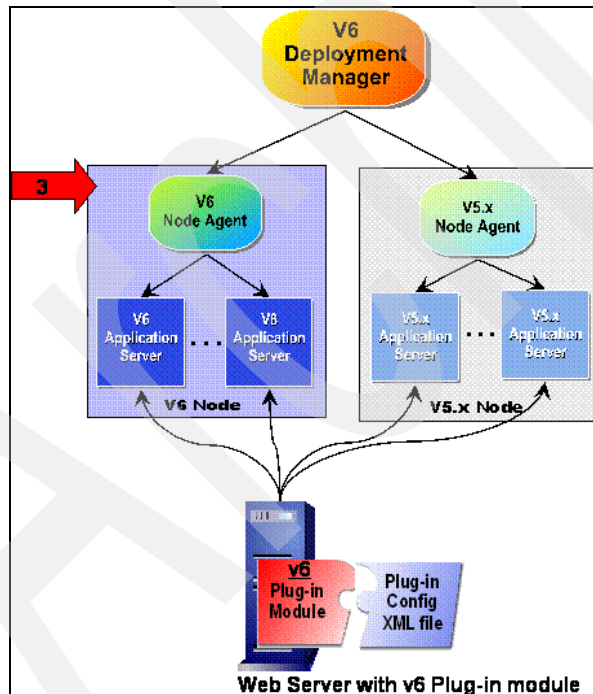 V6
Deployment
Manager
3
V6
Node Agent
V5.x
Node Agent
V6
Application
Server
...
V6
Application
Server
V5.x
Application
Server
...
V5.x
Application
Server
V6 Node
V5.x Node
v6
Plug-in
Module
Plug-in
Config
XML file
Web Server with v6 Plug-in module